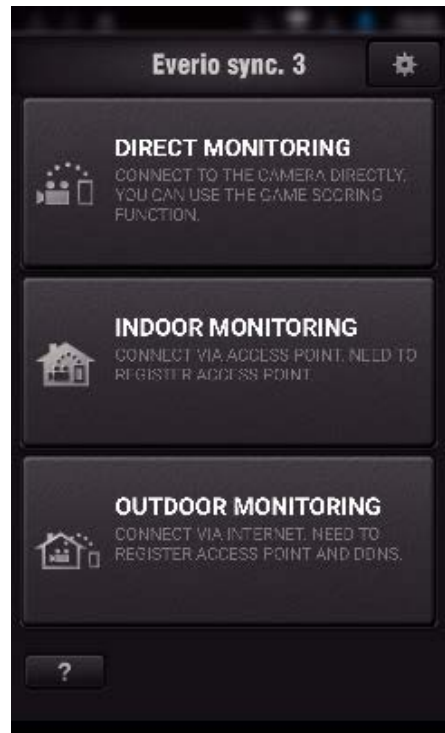 Everio sync. 3
DIRECT MONITORING
CONNECT TO THE CAMERA DIRECTLY.
YOU CAN USE THE GAME SCORING
FUNCTION.
INDOOR MONITORING
CONNECT VIA ACCESS POINT. NEED TO
REGISTER ACCESS POINT.
OUTDOOR MONITORING
CONNECT VIA INTERNET. NEED TO
REGISTER ACCESS POINT AND DDNS.
?